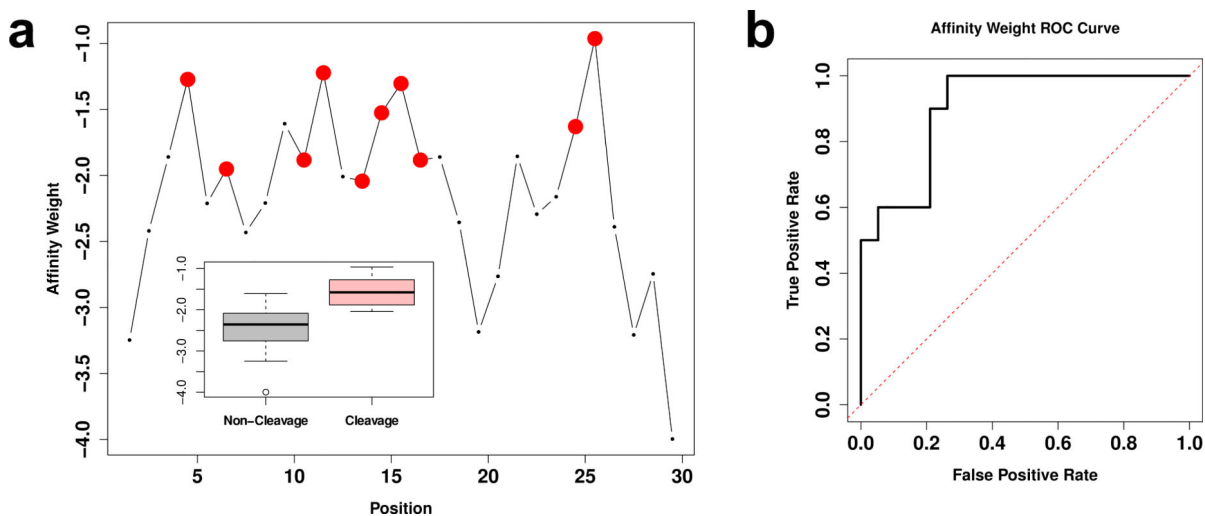 a
Affinity Weight
−1.0
−1.5
−2.0
−2.5
−3.0
−3.5
−4.0
−1.0
−2.0
−3.0
−4.0
Non−Cleavage Cleavage
5 10 15 20 25 30
Position
b
Affinity Weight ROC Curve
True Positive Rate
1.0
0.8
0.6
0.4
0.2
0.0
0.0 0.2 0.4 0.6 0.8 1.0
False Positive Rate